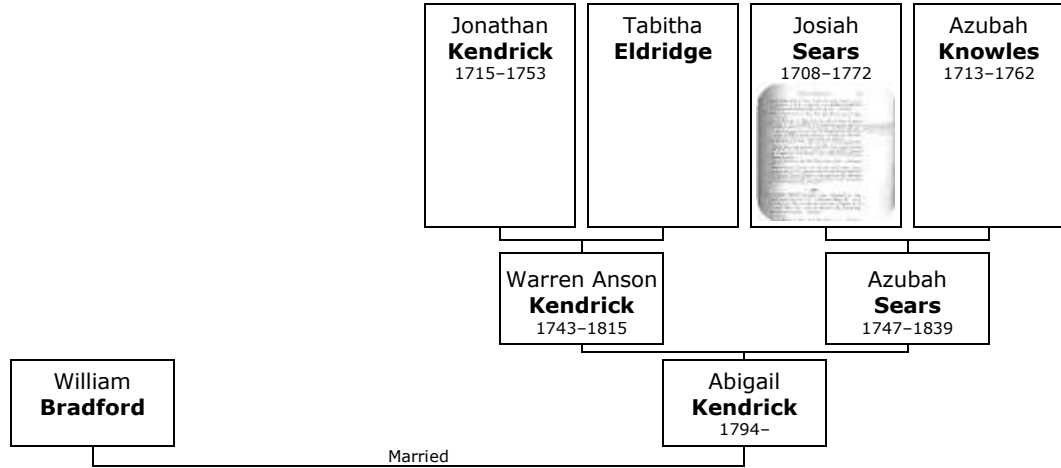 Jonathan
Kendrick
1715–1753
Tabitha
Eldridge
Josiah
Sears
1708–1772
Azubah
Knowles
1713–1762
Warren Anson
Kendrick
1743–1815
Azubah
Sears
1747–1839
William
Bradford
Abigail
Kendrick
1794–
Married